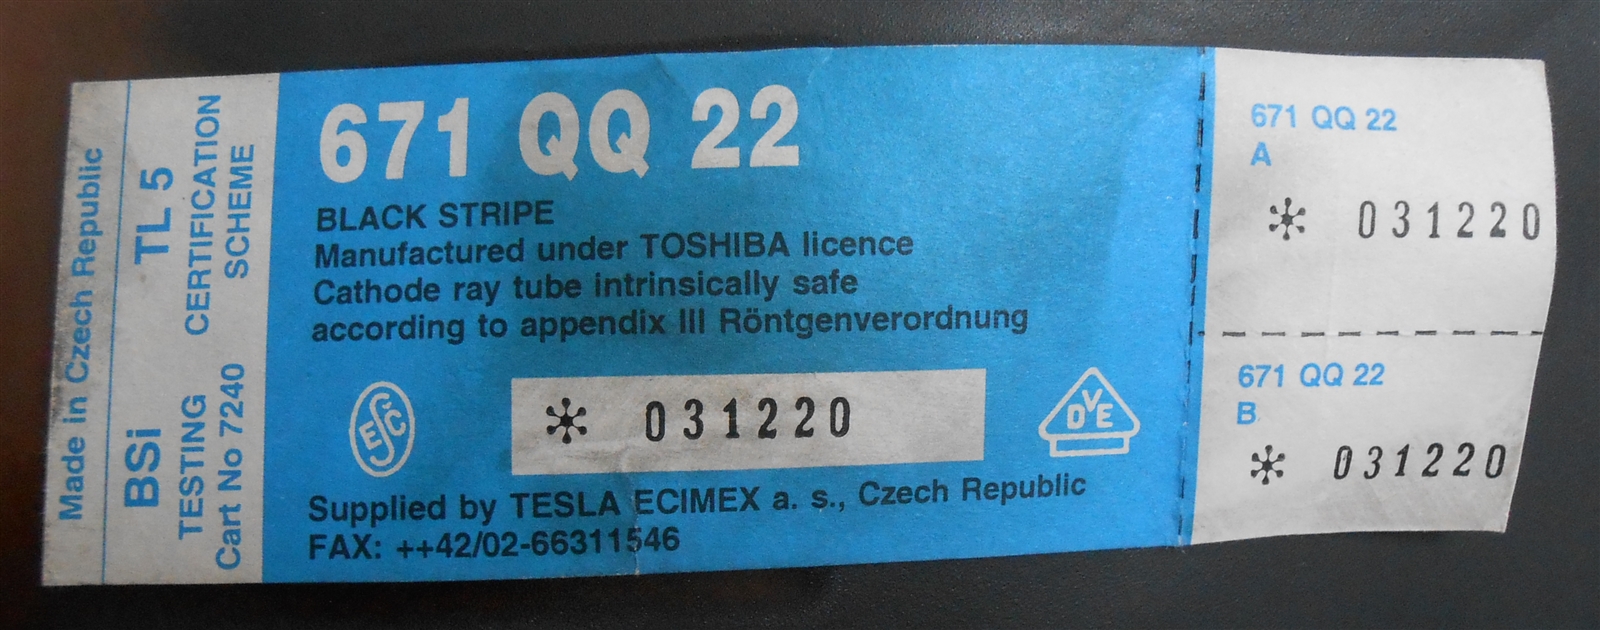 Made in Czech Republic
BSi TL 5
TESTING CERTIFICATION
Cart No 7240 SCHEME
671 QQ 22
BLACK STRIPE
Manufactured under TOSHIBA licence
Cathode ray tube intrinsically safe
according to appendix III Röntgenverordnung
ESC
* 031220
DVE
Supplied by TESLA ECIMEX a. s., Czech Republic
FAX: ++42/02-66311546
671 QQ 22
A
* 031220
671 QQ 22
B
* 031220